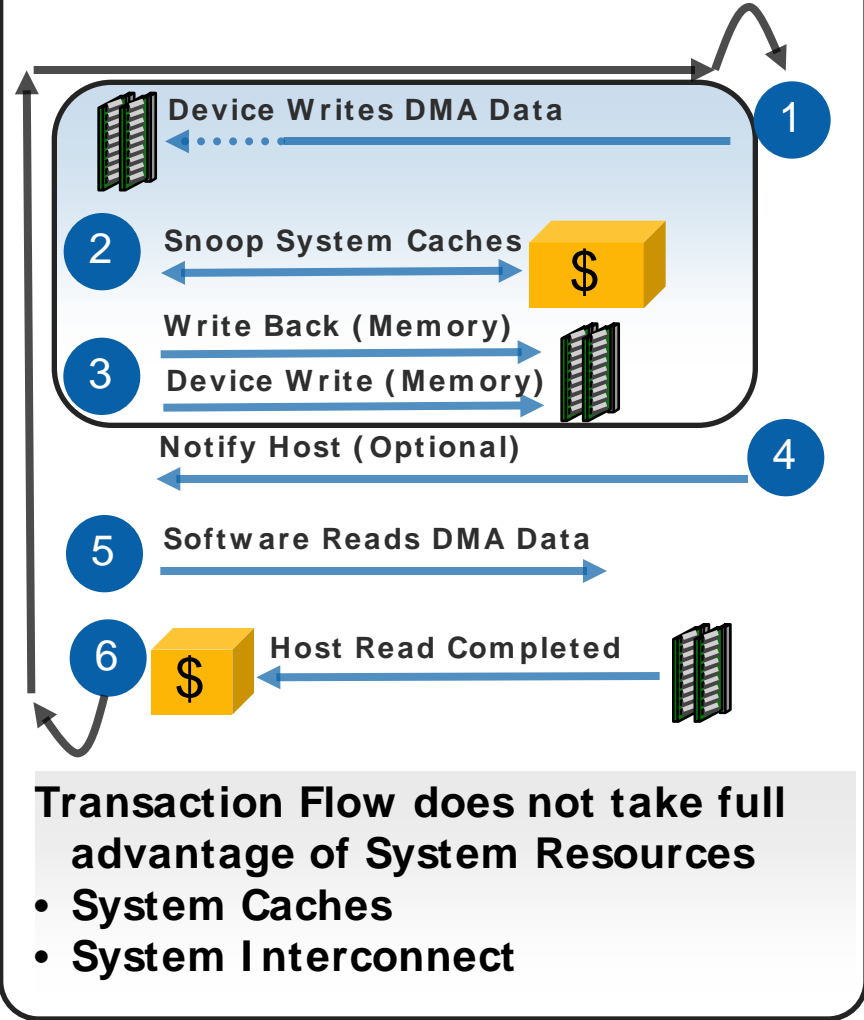 Device Writes DMA Data
1
2
Snoop System Caches
$
Write Back (Memory)
3
Device Write (Memory)
Notify Host (Optional)
4
5
Software Reads DMA Data
6
$
Host Read Completed
Transaction Flow does not take full
advantage of System Resources
• System Caches
• System Interconnect